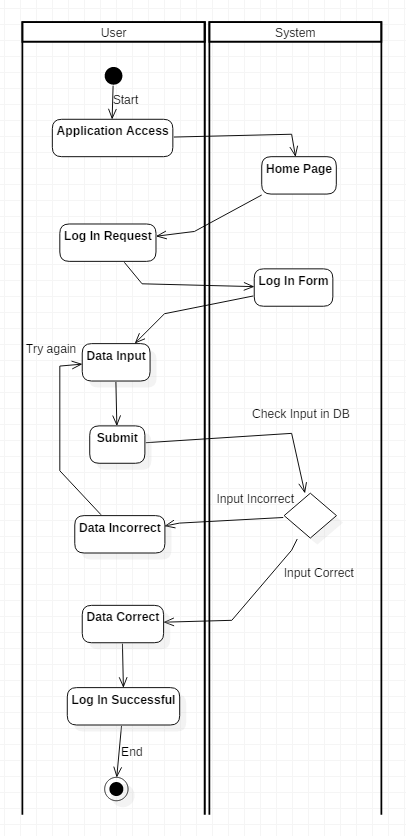 User
System
Start
Application Access
Home Page
Log In Request
Log In Form
Try again
Data Input
Check Input in DB
Submit
Input Incorrect
Data Incorrect
Input Correct
Data Correct
Log In Successful
End